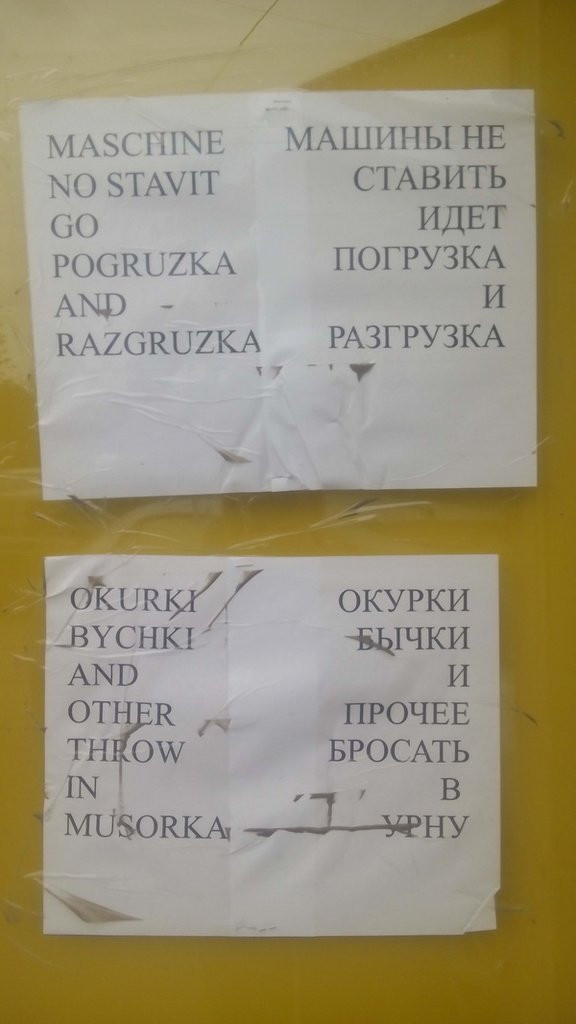 MASCHINE
NO STAVIT
GO
POGRUZKA
AND
RAZGRUZKA
МАШИНЫ НЕ
СТАВИТЬ
ИДЕТ
ПОГРУЗКА
И
РАЗГРУЗКА
OKURKI
BYCHKI
AND
OTHER
THROW
IN
MUSORKA
ОКУРКИ
БЫЧКИ
И
ПРОЧЕЕ
БРОСАТЬ
В
УРНУ